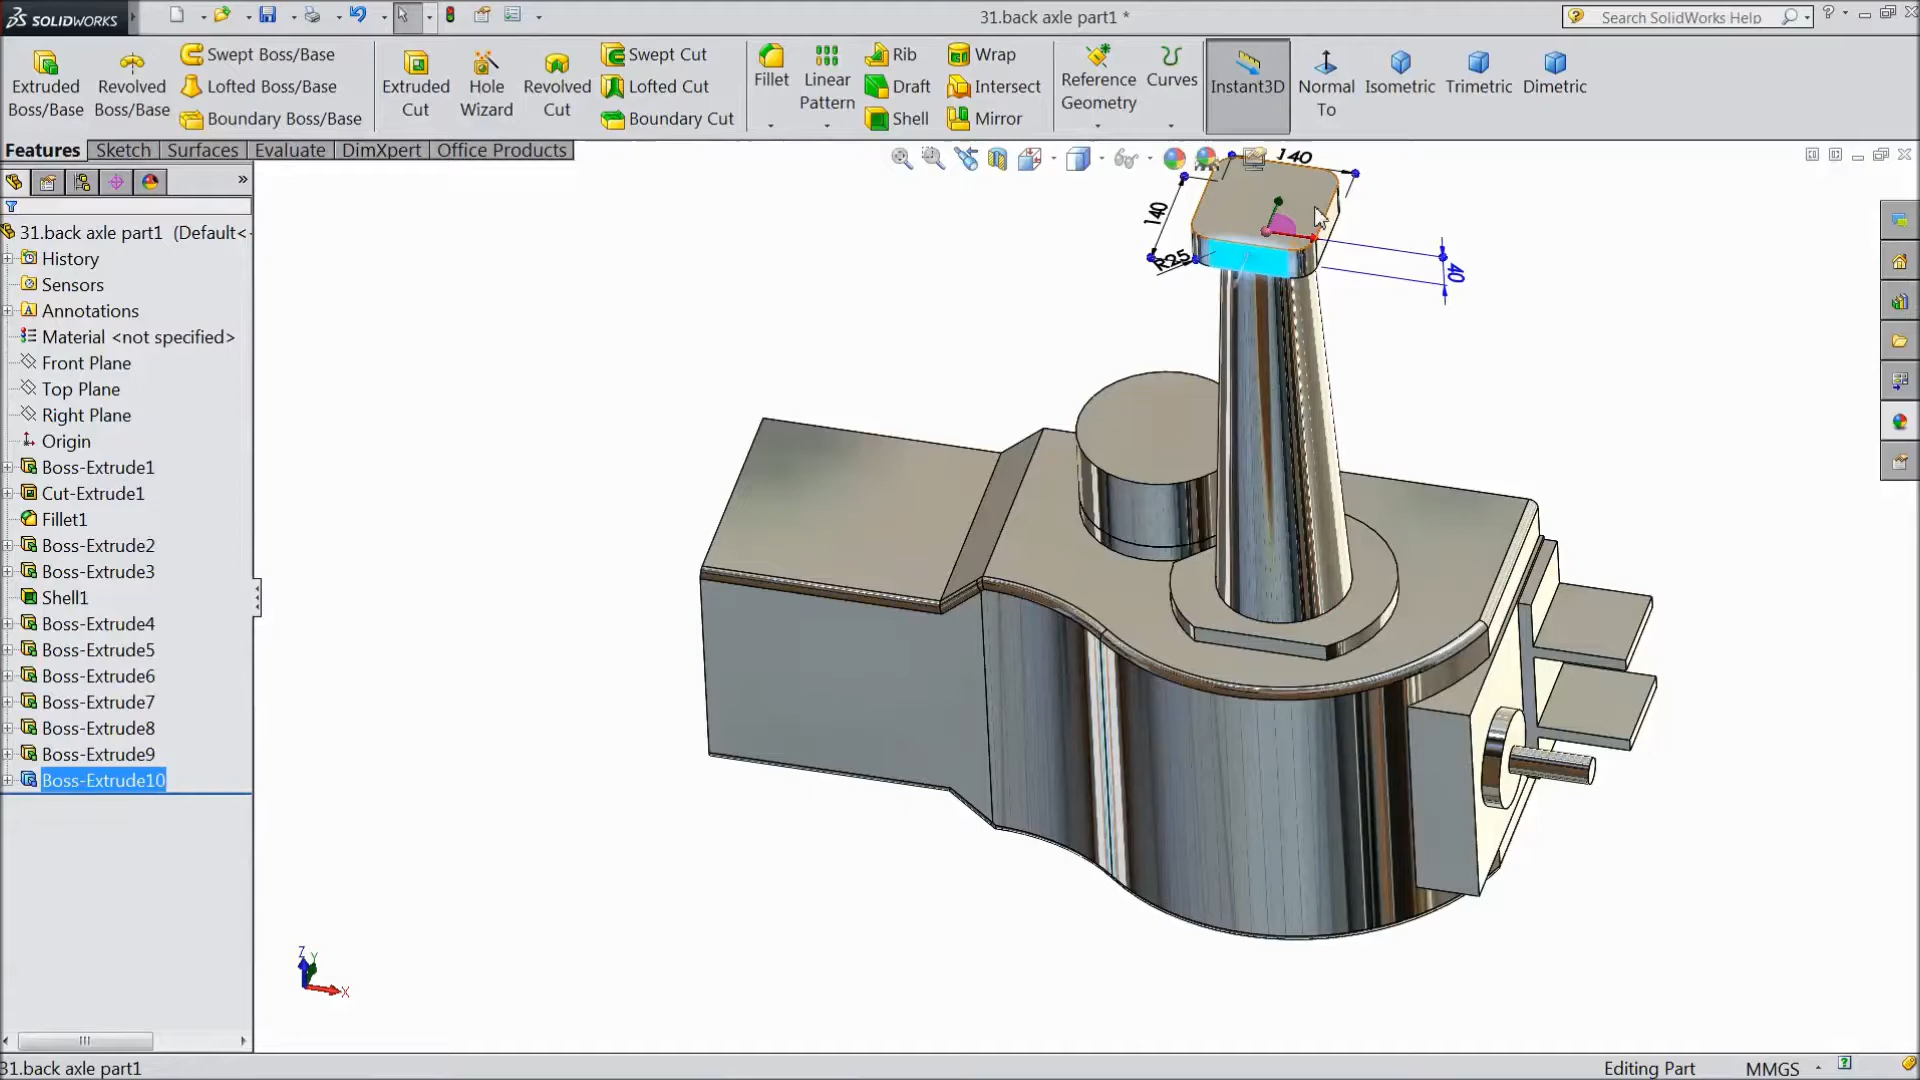 SOLIDWORKS
31.back axle part1 *
Search SolidWorks Help
?
Extruded Boss/Base
Revolved Boss/Base
Swept Boss/Base
Lofted Boss/Base
Boundary Boss/Base
Extruded Cut
Hole Wizard
Revolved Cut
Swept Cut
Lofted Cut
Boundary Cut
Fillet
Linear Pattern
Rib
Draft
Shell
Wrap
Intersect
Mirror
Reference Geometry
Curves
Instant3D
Normal To
Isometric
Trimetric
Dimetric
Features
Sketch
Surfaces
Evaluate
DimXpert
Office Products
»
31.back axle part1 (Default<
History
Sensors
Annotations
Material <not specified>
Front Plane
Top Plane
Right Plane
Origin
Boss-Extrude1
Cut-Extrude1
Fillet1
Boss-Extrude2
Boss-Extrude3
Shell1
Boss-Extrude4
Boss-Extrude5
Boss-Extrude6
Boss-Extrude7
Boss-Extrude8
Boss-Extrude9
Boss-Extrude10
140
140
R25
40
Z
Y
X
31.back axle part1
Editing Part
MMGS